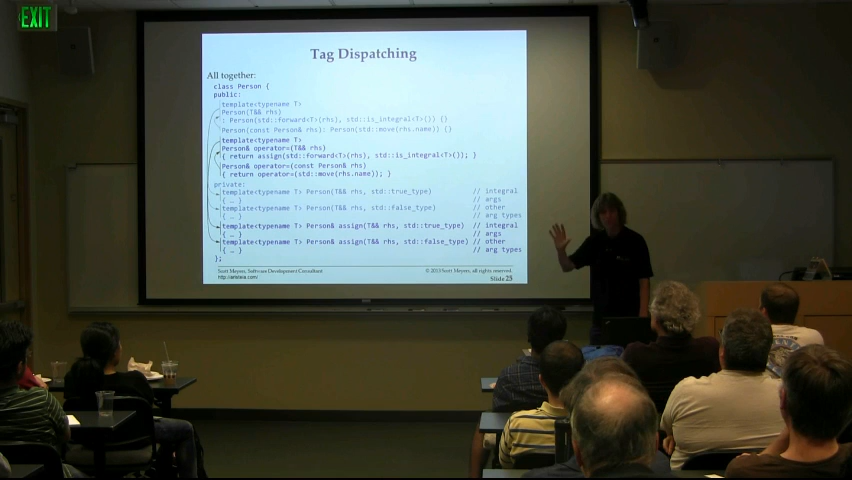 EXIT
Tag Dispatching
All together:
class Person {
public:
template<typename T>
Person(T&& rhs)
: Person(std::forward<T>(rhs), std::is_integral<T>()) {}
Person(const Person& rhs): Person(std::move(rhs.name)) {}
template<typename T>
Person& operator=(T&& rhs)
{ return assign(std::forward<T>(rhs), std::is_integral<T>()); }
Person& operator=(const Person& rhs)
{ return operator=(std::move(rhs.name)); }
private:
template<typename T> Person(T&& rhs, std::true_type) // integral
{ … } // args
template<typename T> Person(T&& rhs, std::false_type) // other
{ … } // arg types
template<typename T> Person& assign(T&& rhs, std::true_type) // integral
{ … } // args
template<typename T> Person& assign(T&& rhs, std::false_type) // other
{ … } // arg types
};
Scott Meyers, Software Development Consultant © 2013 Scott Meyers, all rights reserved.
http://aristeia.com/ Slide 25